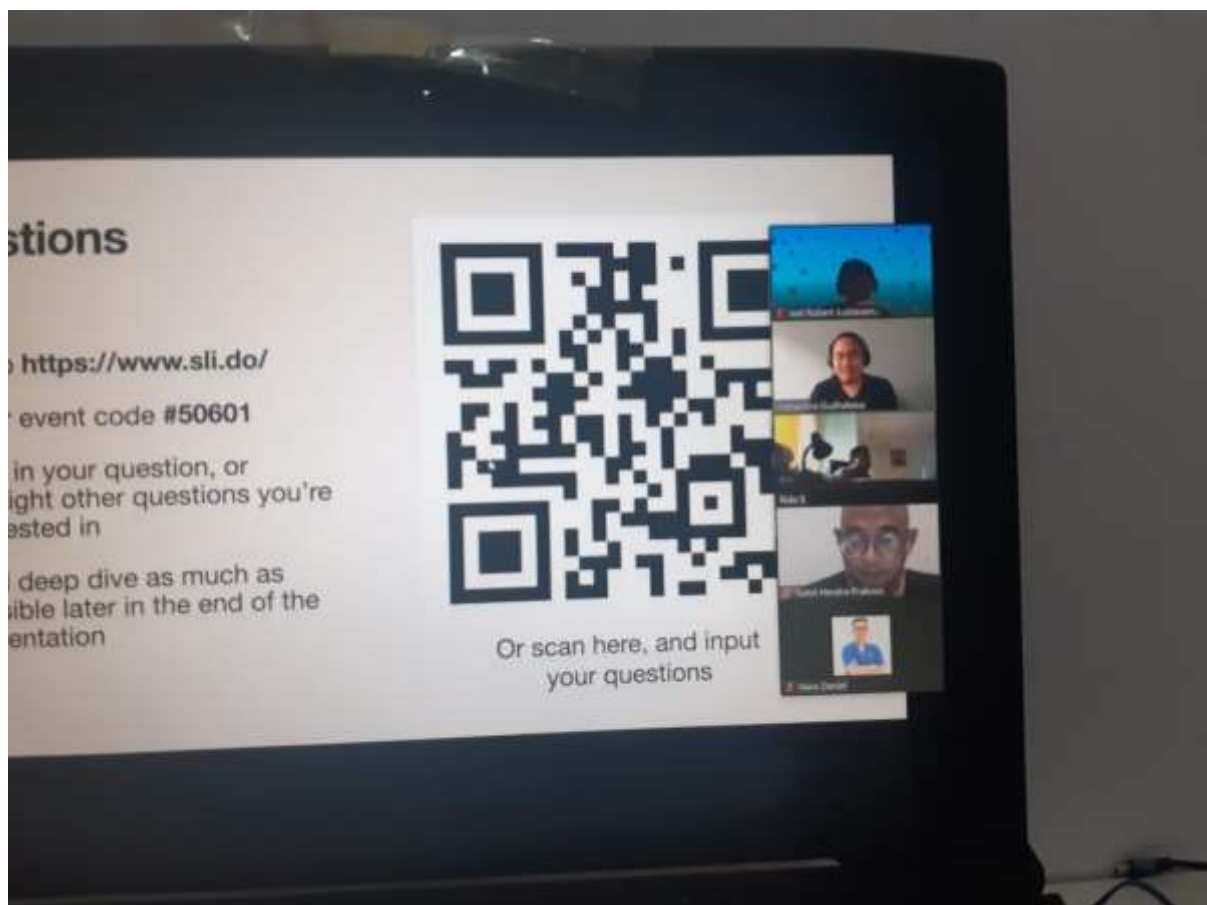 stions
https://www.sli.do/
event code #50601
in your question, or
ight other questions you're
ested in
deep dive as much as
sible later in the end of the
entation
Or scan here, and input
your questions